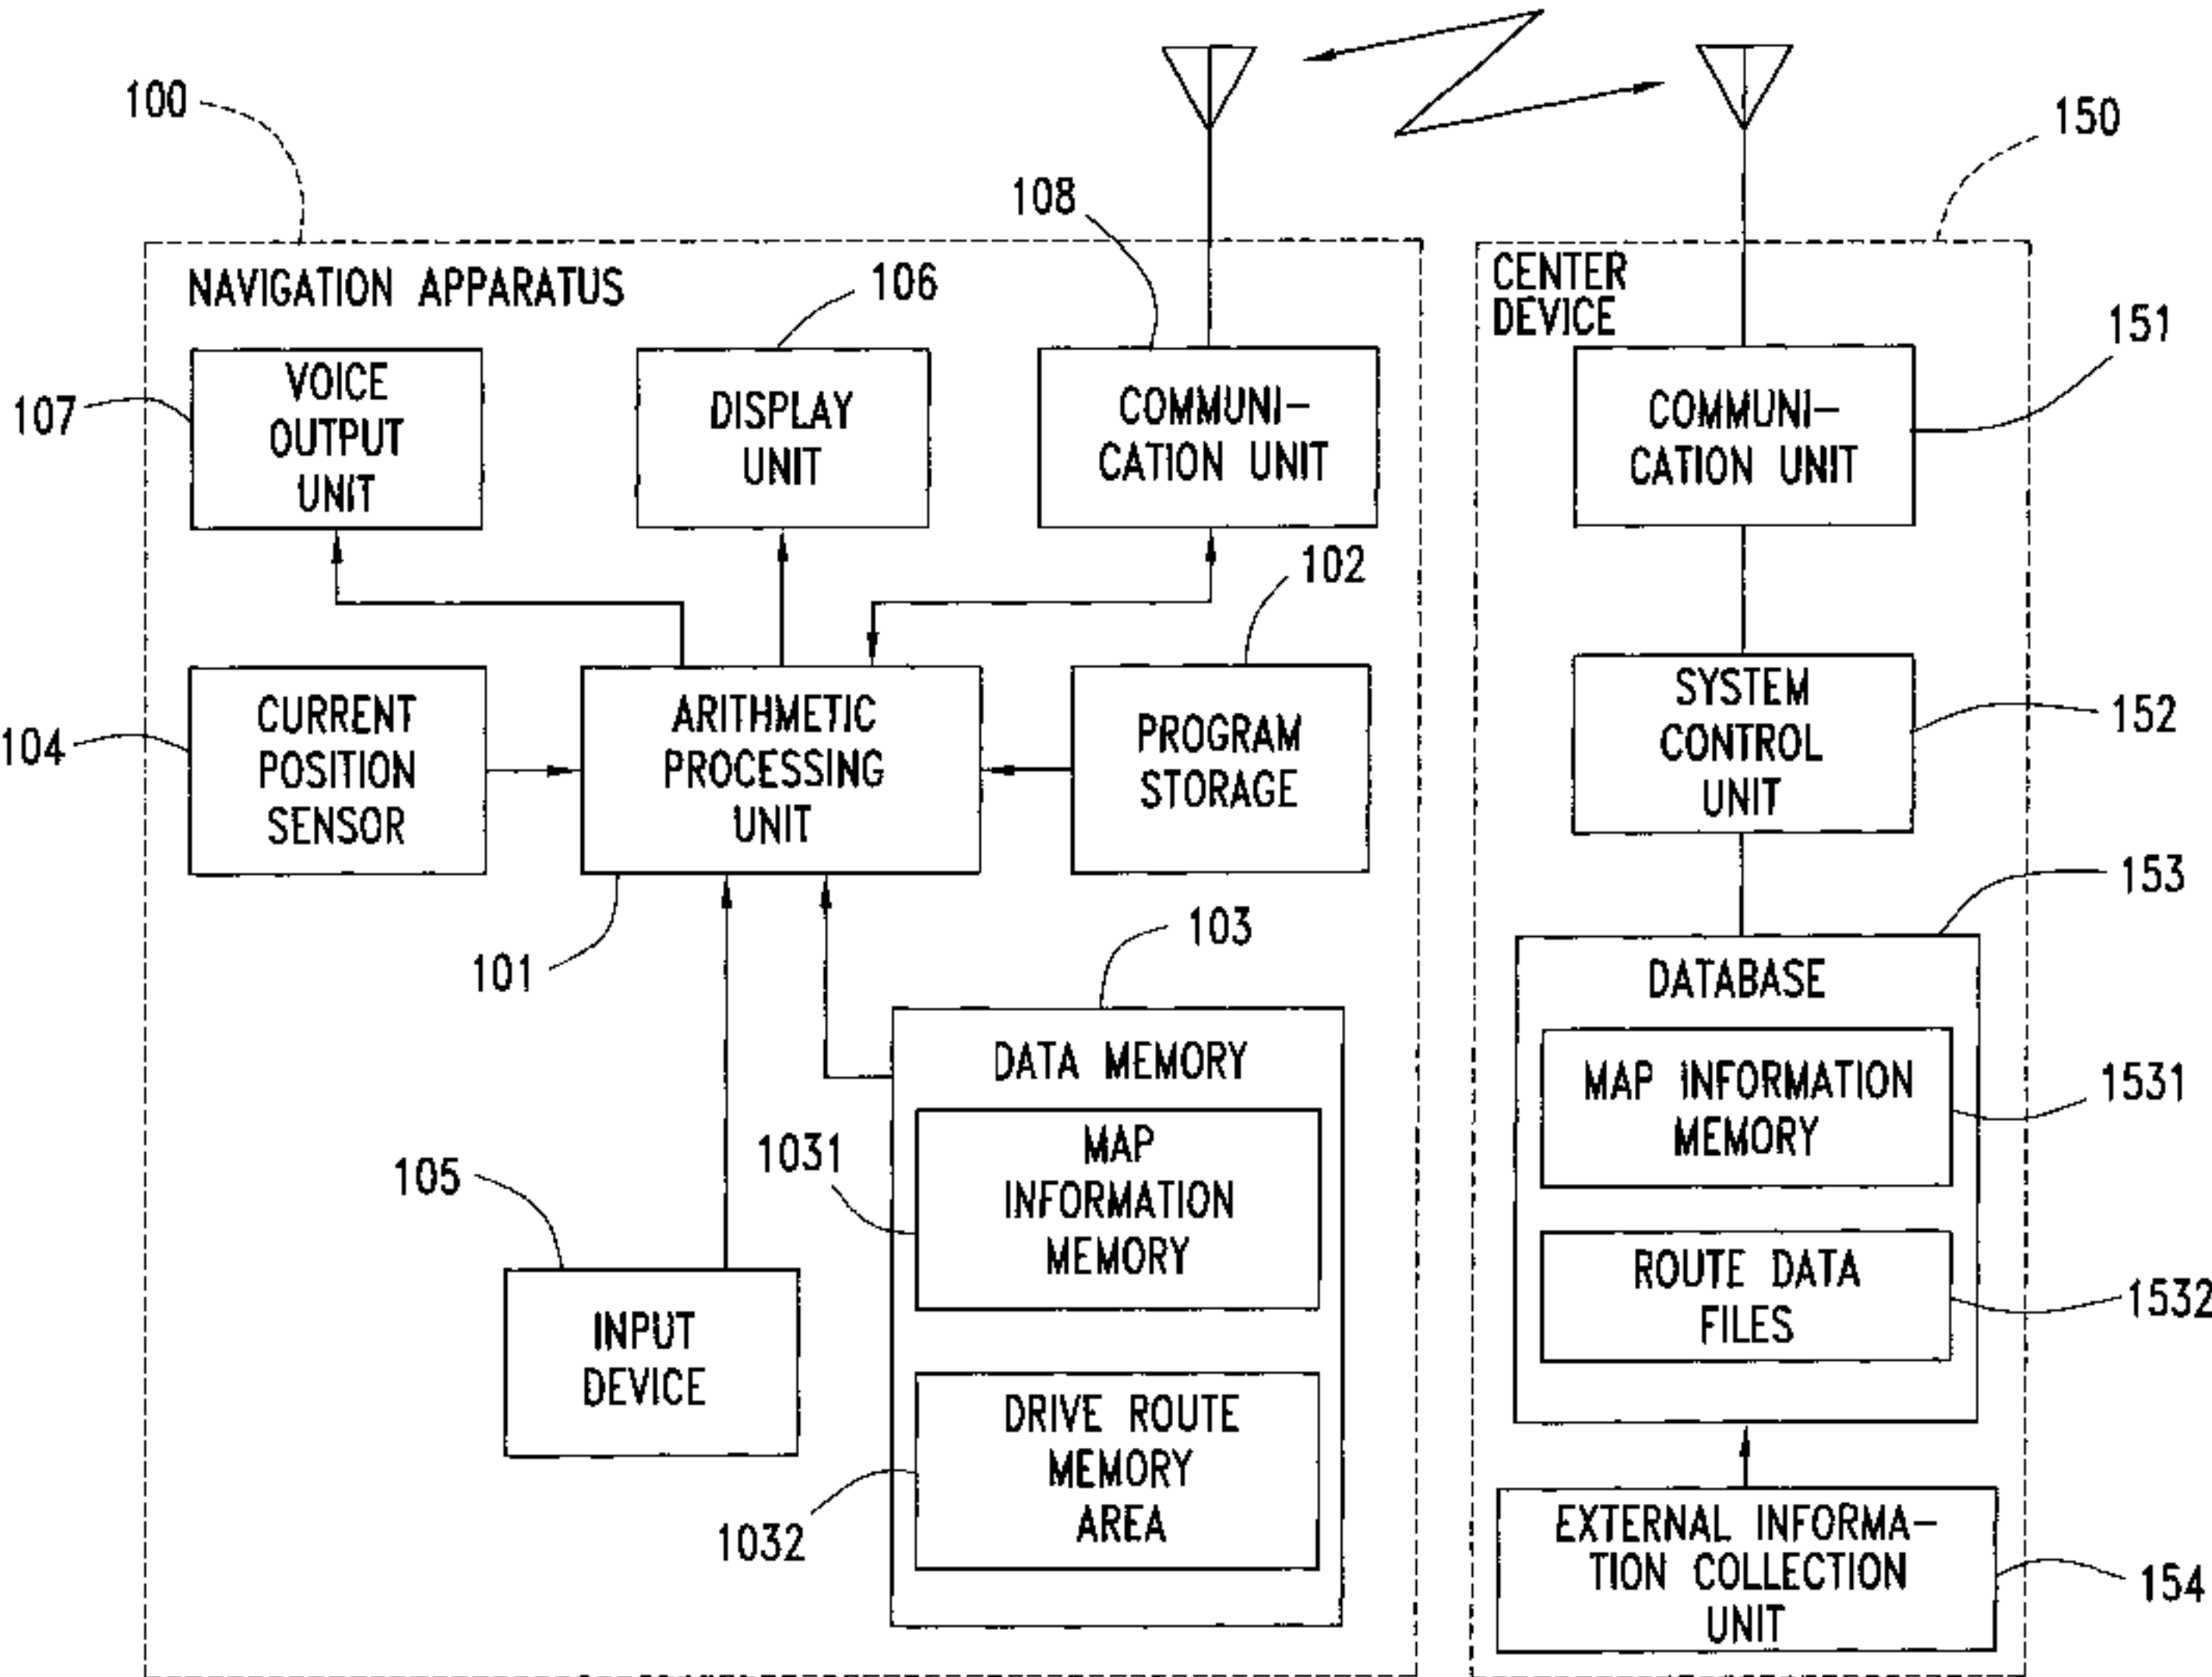 100
150
108
NAVIGATION APPARATUS
106
CENTER
DEVICE
151
107
VOICE
OUTPUT
UNIT
DISPLAY
UNIT
COMMUNI-
CATION UNIT
COMMUNI-
CATION UNIT
102
104
CURRENT
POSITION
SENSOR
ARITHMETIC
PROCESSING
UNIT
PROGRAM
STORAGE
SYSTEM
CONTROL
UNIT
152
153
101
103
DATABASE
DATA MEMORY
MAP INFORMATION
MEMORY
1531
105
1031
MAP
INFORMATION
MEMORY
ROUTE DATA
FILES
1532
INPUT
DEVICE
DRIVE ROUTE
MEMORY
AREA
1032
EXTERNAL INFORMA-
TION COLLECTION
UNIT
154